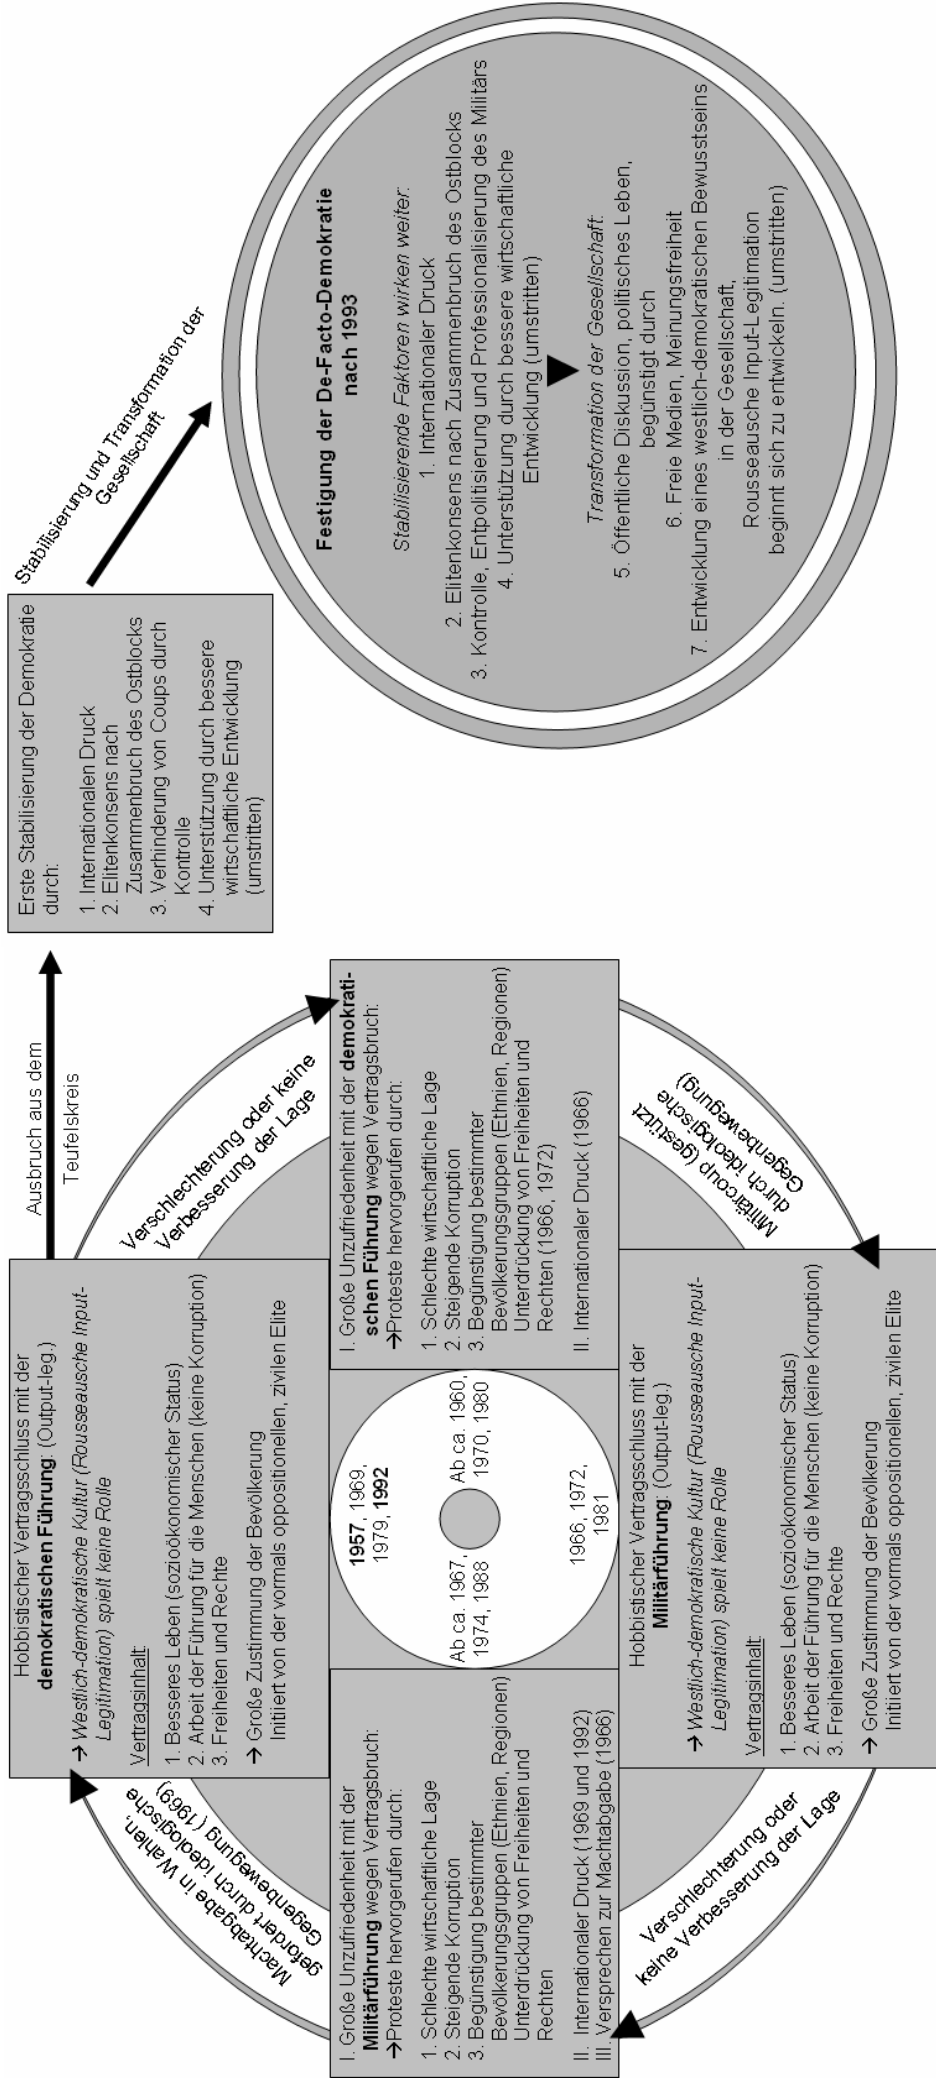 Hobbistischer Vertragsschluss mit der
demokratischen Führung: (Output-leg.)
→ Westlich-demokratische Kultur (Rousseausche Input-
Legitimation) spielt keine Rolle
Vertragsinhalt:
1. Besseres Leben (sozioökonomischer Status)
2. Arbeit der Führung für die Menschen (keine Korruption)
3. Freiheiten und Rechte
→ Große Zustimmung der Bevölkerung
Initiiert von der vormals oppositionellen, zivilen Elite
Ausbruch aus dem
Teufelskreis
Erste Stabilisierung der Demokratie
durch:
1. Internationalen Druck
2. Elitenkonsens nach
Zusammenbruch des Ostblocks
3. Verhinderung von Coups durch
Kontrolle
4. Unterstützung durch bessere
wirtschaftliche Entwicklung
(umstritten)
Stabilisierung und Transformation der
Gesellschaft
Machtabgabe in Wahlen,
gefordert durch ideologische
Gegenbewegung (1969)
Verschlechterung oder keine
Verbesserung der Lage
I. Große Unzufriedenheit mit der
Militärführung wegen Vertragsbruch:
→Proteste hervorgerufen durch:
1. Schlechte wirtschaftliche Lage
2. Steigende Korruption
3. Begünstigung bestimmter
Bevölkerungsgruppen (Ethnien, Regionen)
Unterdrückung von Freiheiten und
Rechten
II. Internationaler Druck (1969 und 1992)
III. Versprechen zur Machtabgabe (1966)
1957, 1969,
1979, 1992
Ab ca. 1967,
1974, 1988
Ab ca. 1960,
1970, 1980
1966, 1972,
1981
I. Große Unzufriedenheit mit der demokrati-
schen Führung wegen Vertragsbruch:
→Proteste hervorgerufen durch:
1. Schlechte wirtschaftliche Lage
2. Steigende Korruption
3. Begünstigung bestimmter
Bevölkerungsgruppen (Ethnien, Regionen)
Unterdrückung von Freiheiten und
Rechten (1966, 1972)
II. Internationaler Druck (1966)
Verschlechterung oder
keine Verbesserung der Lage
Militärcoup (gestützt
durch ideologische
Gegenbewegung)
Hobbistischer Vertragsschluss mit der
Militärführung: (Output-leg.)
→ Westlich-demokratische Kultur (Rousseausche Input-
Legitimation) spielt keine Rolle
Vertragsinhalt:
1. Besseres Leben (sozioökonomischer Status)
2. Arbeit der Führung für die Menschen (keine Korruption)
3. Freiheiten und Rechte
→ Große Zustimmung der Bevölkerung
Initiiert von der vormals oppositionellen, zivilen Elite
Festigung der De-Facto-Demokratie
nach 1993
Stabilisierende Faktoren wirken weiter:
1. Internationaler Druck
2. Elitenkonsens nach Zusammenbruch des Ostblocks
3. Kontrolle, Entpolitisierung und Professionalisierung des Militärs
4. Unterstützung durch bessere wirtschaftliche
Entwicklung (umstritten)
Transformation der Gesellschaft:
5. Öffentliche Diskussion, politisches Leben,
begünstigt durch
6. Freie Medien, Meinungsfreiheit
7. Entwicklung eines westlich-demokratischen Bewusstseins
in der Gesellschaft,
Rousseausche Input-Legitimation
beginnt sich zu entwickeln. (umstritten)